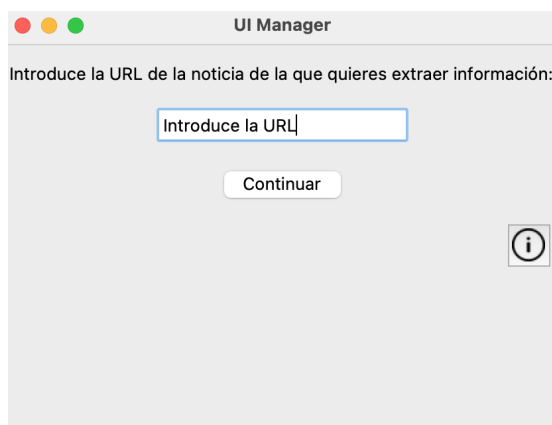 UI Manager
Introduce la URL de la noticia de la que quieres extraer información:
Introduce la URL
Continuar